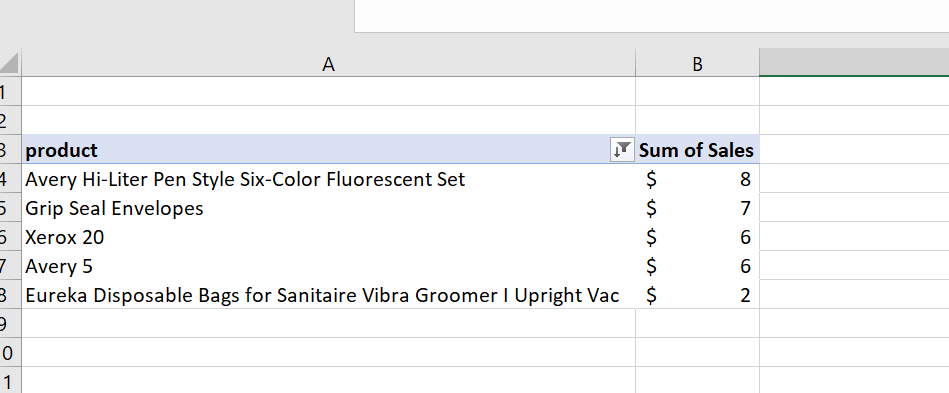 A B
1
2
3 product Sum of Sales
4 Avery Hi-Liter Pen Style Six-Color Fluorescent Set $ 8
5 Grip Seal Envelopes $ 7
6 Xerox 20 $ 6
7 Avery 5 $ 6
8 Eureka Disposable Bags for Sanitaire Vibra Groomer I Upright Vac $ 2
9
0
1